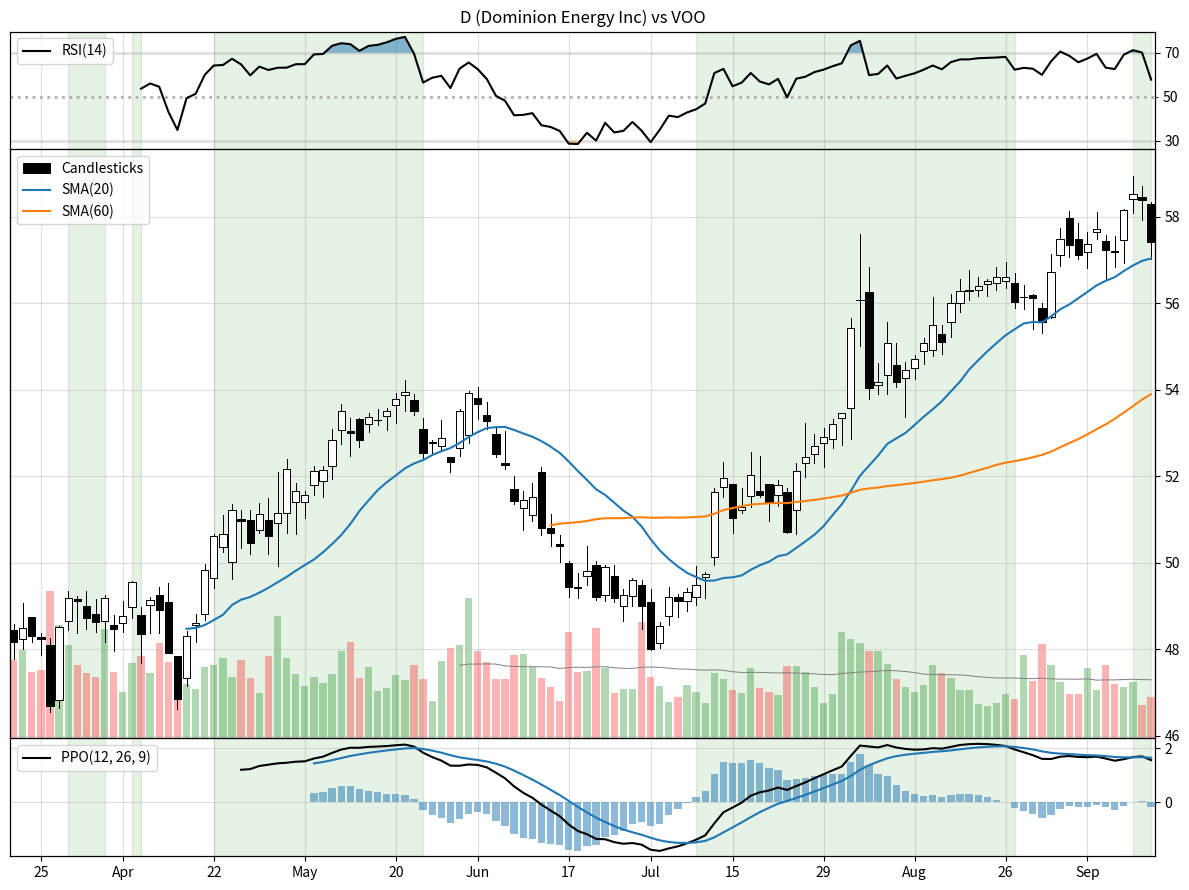 D (Dominion Energy Inc) vs VOO
RSI(14)
70
50
30
Candlesticks
SMA(20)
SMA(60)
58
56
54
52
50
48
46
PPO(12, 26, 9)
2
0
25 Apr 22 May 20 Jun 17 Jul 15 29 Aug 26 Sep